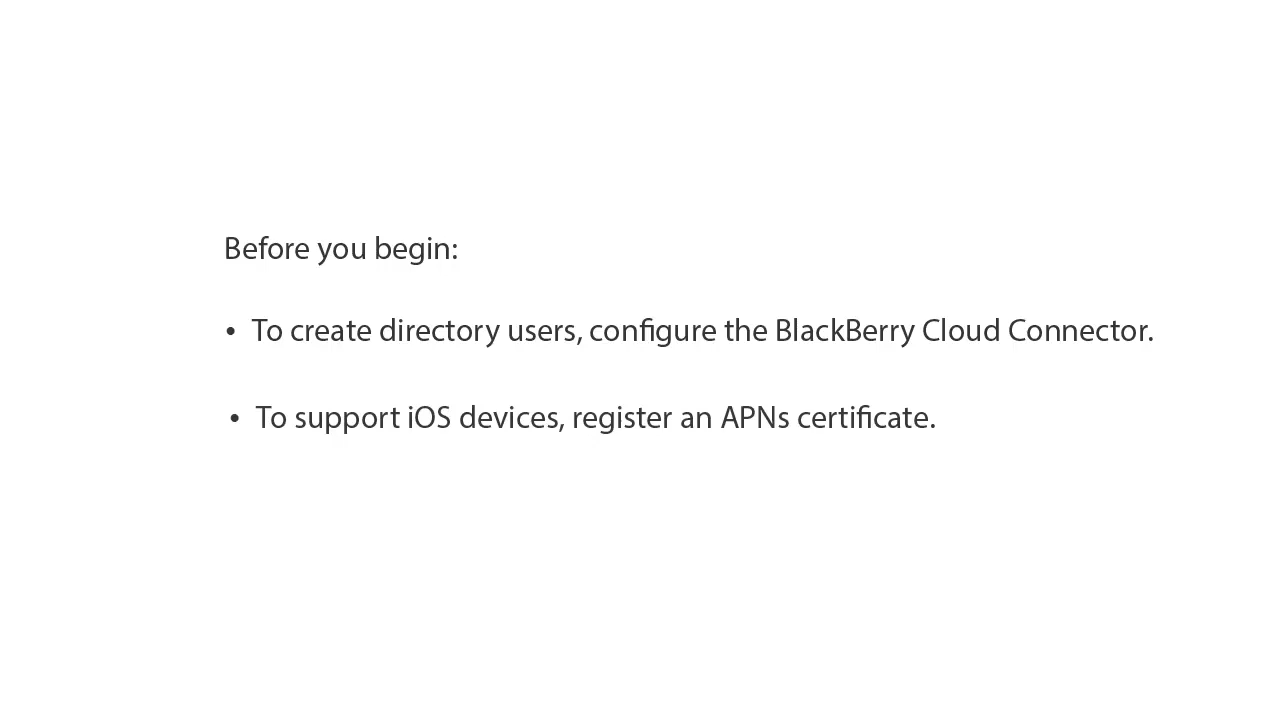 Before you begin:
• To create directory users, configure the BlackBerry Cloud Connector.
• To support iOS devices, register an APNs certificate.